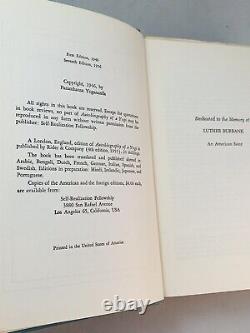 First Edition, 1946
Seventh Edition, 1956
Copyright, 1946, by
Paramhansa Yogananda
All rights in this book are reserved. Except for quotations
in book reviews, no part of Autobiography of a Yogi may be
reproduced in any form without written permission from the
publisher: Self-Realization Fellowship.
A London, England, edition of Autobiography of a Yogi is
published by Rider & Company (4th edition, 1955).
The book has been translated and published in
Arabic, Bengali, Dutch, French, German, Italian, Spanish, and
Swedish. Editions in preparation: Hindi, Icelandic, Japanese, and
Portuguese.
Copies of the American and the foreign editions, $4.00 each,
are available from:
Self-Realization Fellowship
3880 San Rafael Avenue
Los Angeles 65, California, USA
Printed in the United States of America
Dedicated to the Memory of
LUTHER BURBANK
An American Saint